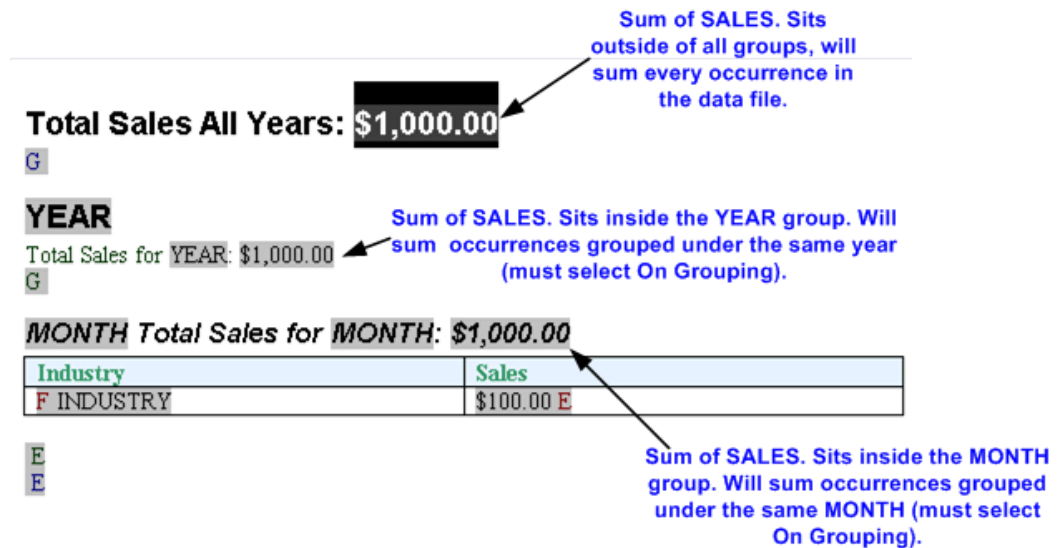 Sum of SALES. Sits
outside of all groups, will
sum every occurrence in
the data file.
Total Sales All Years: $1,000.00
G
YEAR
Sum of SALES. Sits inside the YEAR group. Will
sum occurrences grouped under the same year
(must select On Grouping).
Total Sales for YEAR: $1,000.00
G
MONTH Total Sales for MONTH: $1,000.00
Industry Sales
F INDUSTRY $100.00 E
E
E
Sum of SALES. Sits inside the MONTH
group. Will sum occurrences grouped
under the same MONTH (must select
On Grouping).